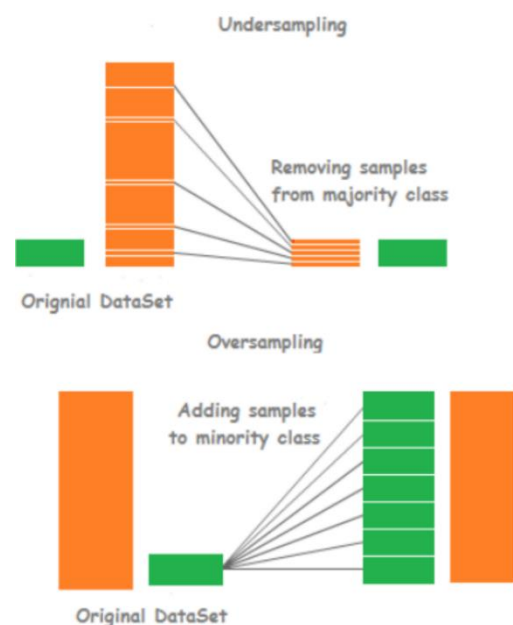 Undersampling
Removing samples
from majority class
Orignial DataSet
Oversampling
Adding samples
to minority class
Original DataSet